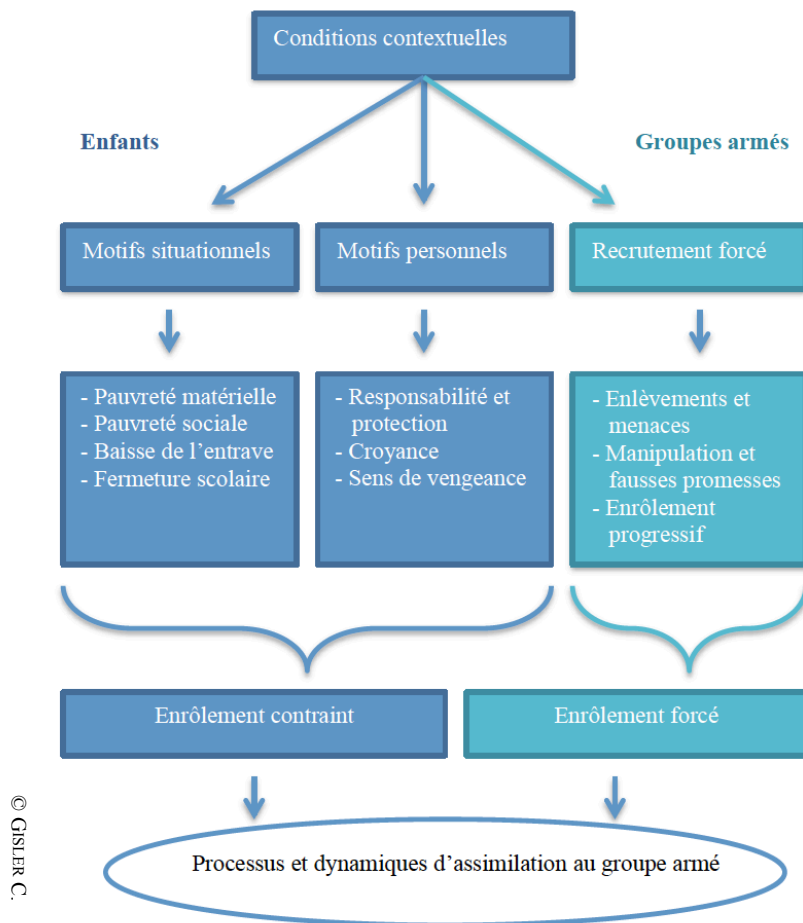 Conditions contextuelles
Enfants
Groupes armés
Motifs situationnels
Motifs personnels
Recrutement forcé
- Pauvreté matérielle
- Pauvreté sociale
- Baisse de l'entrave
- Fermeture scolaire
- Responsabilité et
protection
- Croyance
- Sens de vengeance
- Enlèvements et
menaces
- Manipulation et
fausses promesses
- Enrôlement
progressif
Enrôlement contraint
Enrôlement forcé
Processus et dynamiques d'assimilation au groupe armé
© GISLER C.